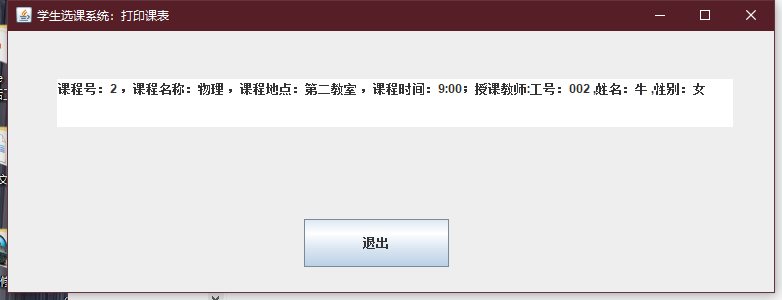 学生选课系统：打印课表
课程号：2 ，课程名称：物理 ，课程地点：第二教室 ，课程时间：9:00；授课教师:工号：002 ,姓名：牛 ,性别：女
退出